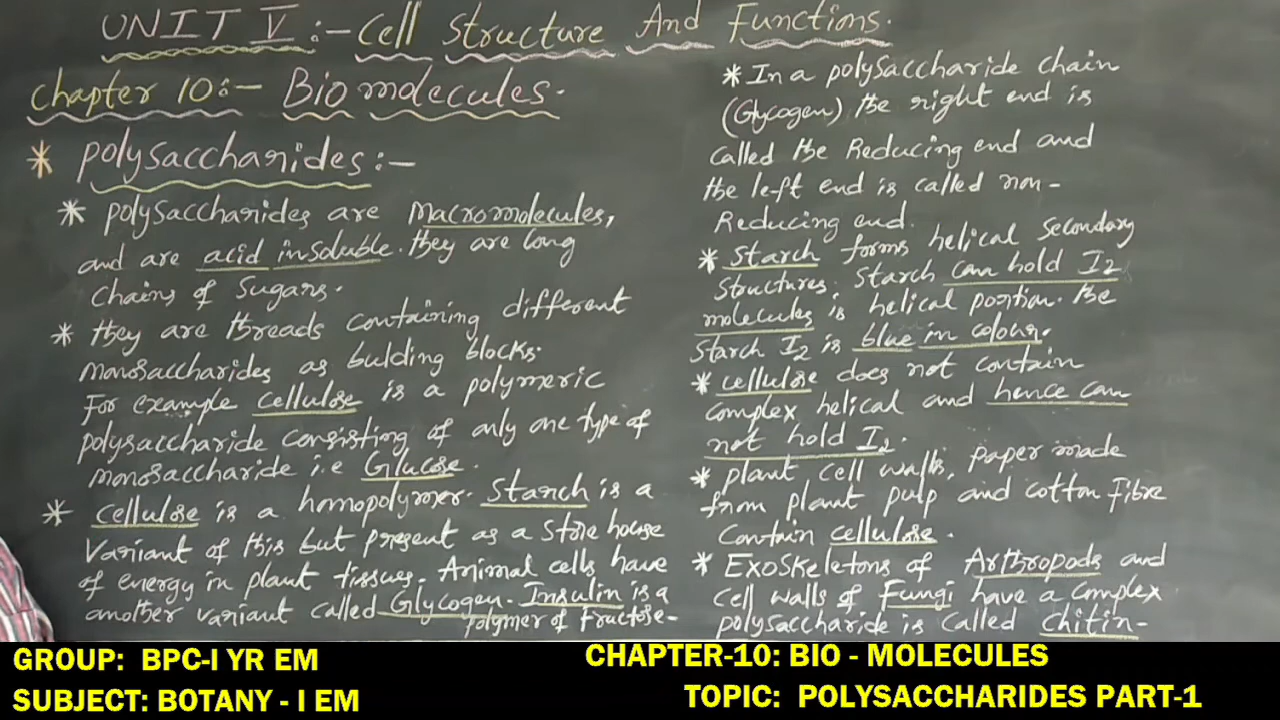 UNIT V :- Cell Structure And Functions.
Chapter 10:- Biomolecules.
* polysaccharides:-
* polysaccharides are Macromolecules,
and are acid insoluble. they are long
chains of sugars.
* they are threads containing different
monosaccharides as bulding blocks.
For example cellulose is a polymeric
polysaccharide consisting of only one type of
monosaccharide i.e Glucose.
* cellulose is a homopolymer. Starch is a
Variant of this but present as a store house
of energy in plant tissues. Animal cells have
another variant called Glycogen. Insulin is a
polymer of fructose-
* In a polysaccharide chain
(Glycogen) the right end is
called the Reducing end and
the left end is called non-
Reducing end.
* Starch forms helical secondary
structures. Starch can hold I2
molecules is helical portion. the
Starch I2 is blue in colour.
* cellulose does not contain
complex helical and hence can
not hold I2.
* plant cell walls, paper made
from plant pulp and cotton fibre
contain cellulose.
* Exoskeletons of Arthropods and
cell walls of Fungi have a complex
polysaccharide is called chitin-
GROUP: BPC-I YR EM
SUBJECT: BOTANY - I EM
CHAPTER-10: BIO - MOLECULES
TOPIC: POLYSACCHARIDES PART-1